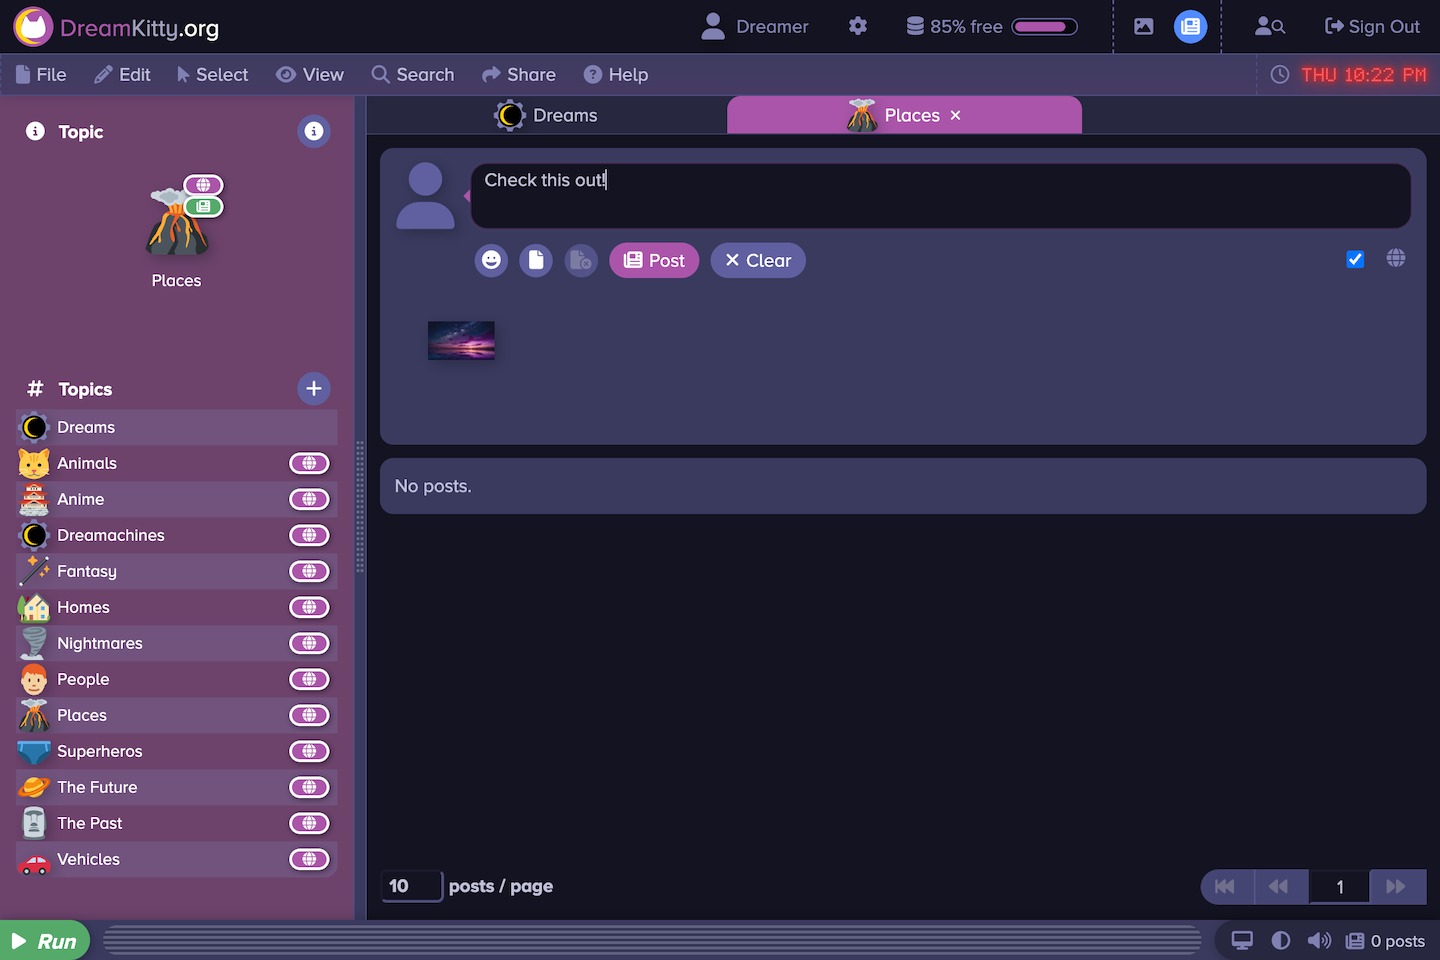 DreamKitty.org
Dreamer
85% free
Sign Out
File
Edit
Select
View
Search
Share
Help
THU 10:22 PM
Topic
Places
# Topics
Dreams
Animals
Anime
Dreamachines
Fantasy
Homes
Nightmares
People
Places
Superheros
The Future
The Past
Vehicles
Dreams
Places ×
Check this out!
Post
Clear
No posts.
10 posts / page
1
Run
0 posts